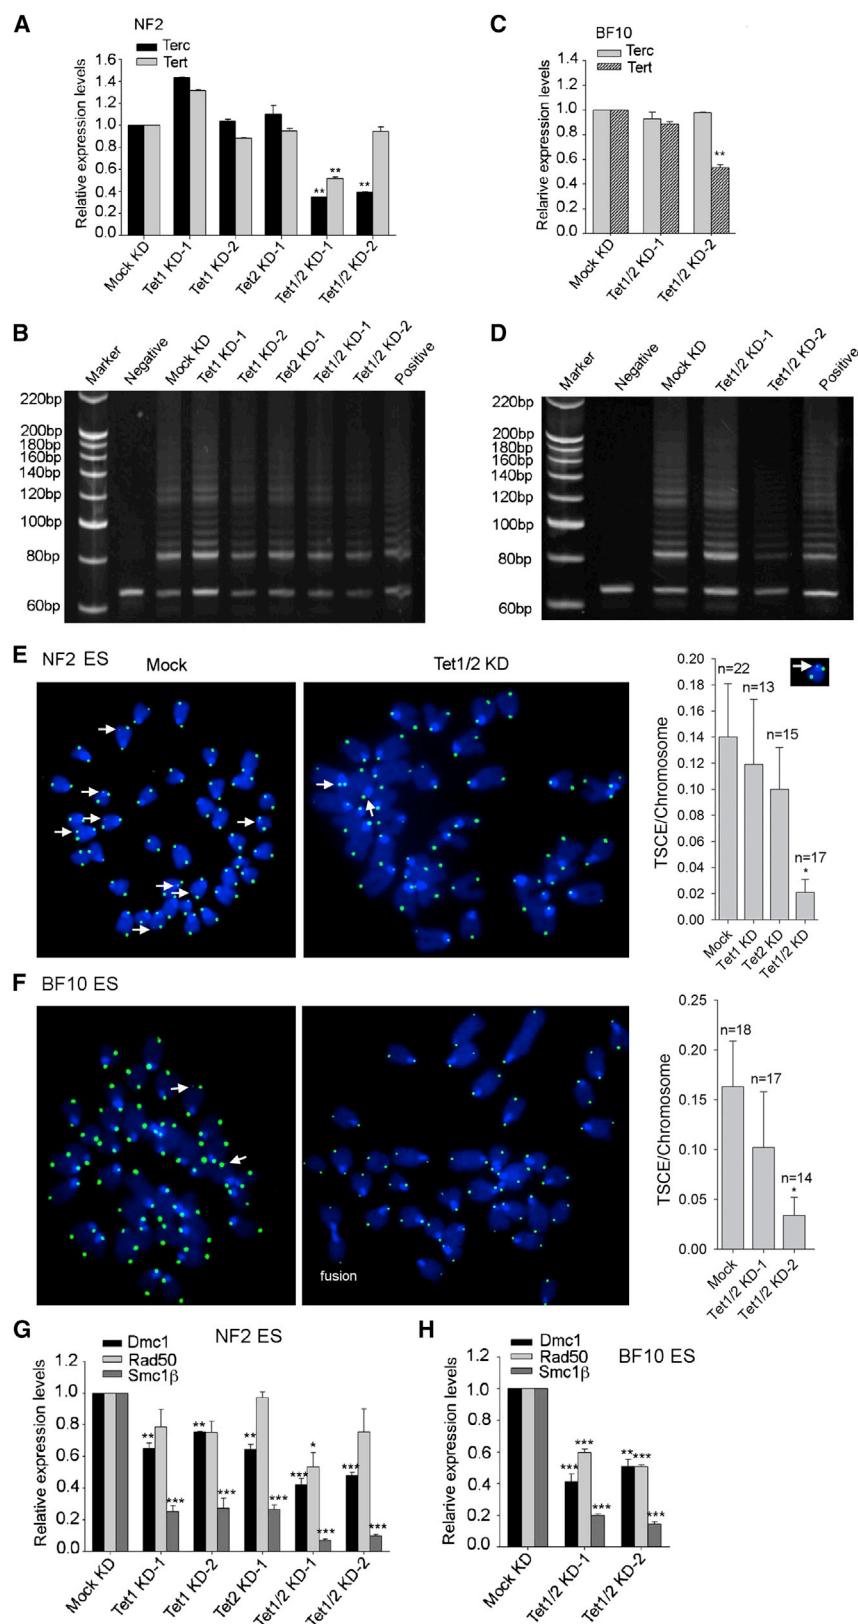 A
NF2
Terc
Tert
Relative expression levels
1.6
1.4
1.2
1.0
0.8
0.6
0.4
0.2
0.0
**
**
**
Mock KD
Tet1 KD-1
Tet1 KD-2
Tet2 KD-1
Tet1/2 KD-1
Tet1/2 KD-2
C
BF10
Terc
Tert
Relarive expression levels
1.4
1.2
1.0
0.8
0.6
0.4
0.2
0.0
**
Mock KD
Tet1/2 KD-1
Tet1/2 KD-2
B
Marker
Negative
Mock KD
Tet1 KD-1
Tet1 KD-2
Tet2 KD-1
Tet1/2 KD-1
Tet1/2 KD-2
Positive
220bp
200bp
180bp
160bp
140bp
120bp
100bp
80bp
60bp
D
Marker
Negative
Mock KD
Tet1/2 KD-1
Tet1/2 KD-2
Positive
220bp
200bp
180bp
160bp
140bp
120bp
100bp
80bp
60bp
E
NF2 ES
Mock
Tet1/2 KD
TSCE/Chromosome
0.20
0.18
0.16
0.14
0.12
0.10
0.08
0.06
0.04
0.02
0.00
n=22
n=13
n=15
n=17
*
Mock
Tet1 KD
Tet2 KD
Tet1/2 KD
F
BF10 ES
fusion
TSCE/Chromosome
0.25
0.20
0.15
0.10
0.05
0.00
n=18
n=17
n=14
*
Mock
Tet1/2 KD-1
Tet1/2 KD-2
G
Dmc1
Rad50
Smc1β
NF2 ES
Relative expression levels
1.2
1.0
0.8
0.6
0.4
0.2
0.0
**
***
**
***
**
***
***
*
***
***
***
Mock KD
Tet1 KD-1
Tet1 KD-2
Tet2 KD-1
Tet1/2 KD-1
Tet1/2 KD-2
H
Dmc1
Rad50
Smc1β
BF10 ES
Relarive expression levels
1.2
1.0
0.8
0.6
0.4
0.2
0.0
***
***
***
**
***
***
Mock KD
Tet1/2 KD-1
Tet1/2 KD-2